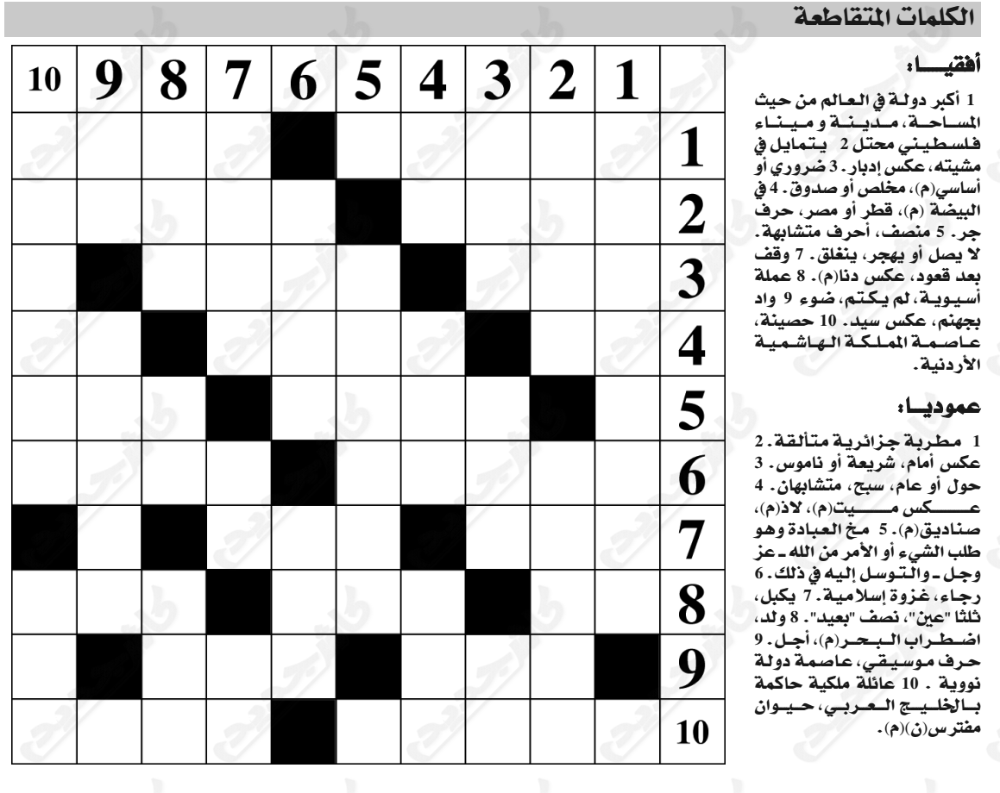 الكلمات المتقاطعة
أفقيـــا:
1 أكبر دولة في العالم من حيث
المساحة، مدينة و ميناء
فلسطيني محتل 2 يتمايل في
مشيته، عكس إدبار. 3 ضروري أو
أساسي(م)، مخلص أو صدوق. 4 في
البيضة (م)، قطر أو مصر، حرف
جر. 5 منصف، أحرف متشابهة.
لا يصل أو يهجر، ينغلق. 7 وقف
بعد قعود، عكس دنا(م). 8 عملة
أسيوية، لم يكتم، ضوء 9 واد
بجهنم، عكس سيد. 10 حصينة،
عاصمة المملكة الهاشمية
الأردنية.
عموديـــا:
1 مطربة جزائرية متألقة. 2
عكس أمام، شريعة أو ناموس. 3
حول أو عام، سبح، متشابهان. 4
عكس ميت(م)، لاذ(م)،
صناديق(م). 5 مخ العبادة وهو
طلب الشيء أو الأمر من الله ـ عز
وجل ـ والتوسل إليه في ذلك. 6
رجاء، غزوة إسلامية. 7 يكبل،
ثلثا "عين"، نصف "بعيد". 8 ولد،
اضطراب البحر(م)، أجل. 9
حرف موسيقي، عاصمة دولة
نووية . 10 عائلة ملكية حاكمة
بالخليج العربي، حيوان
مفترس(ن)(م).
1 2 3 4 5 6 7 8 9 10
1
2
3
4
5
6
7
8
9
10